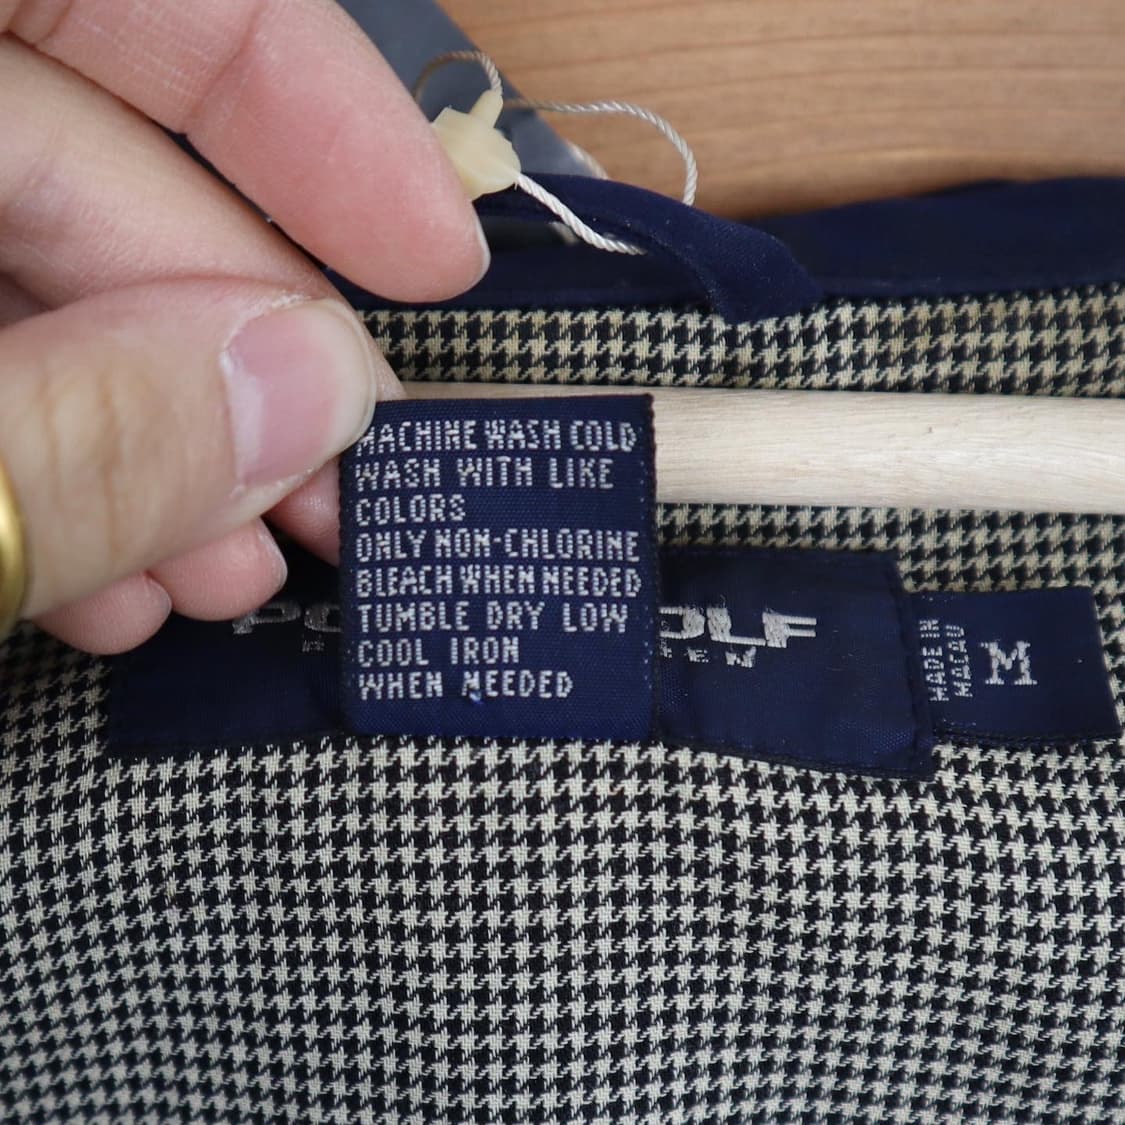 MACHINE WASH COLD
WASH WITH LIKE
COLORS
ONLY NON-CHLORINE
BLEACH WHEN NEEDED
TUMBLE DRY LOW
COOL IRON
WHEN NEEDED
MADE IN
MACAU
M